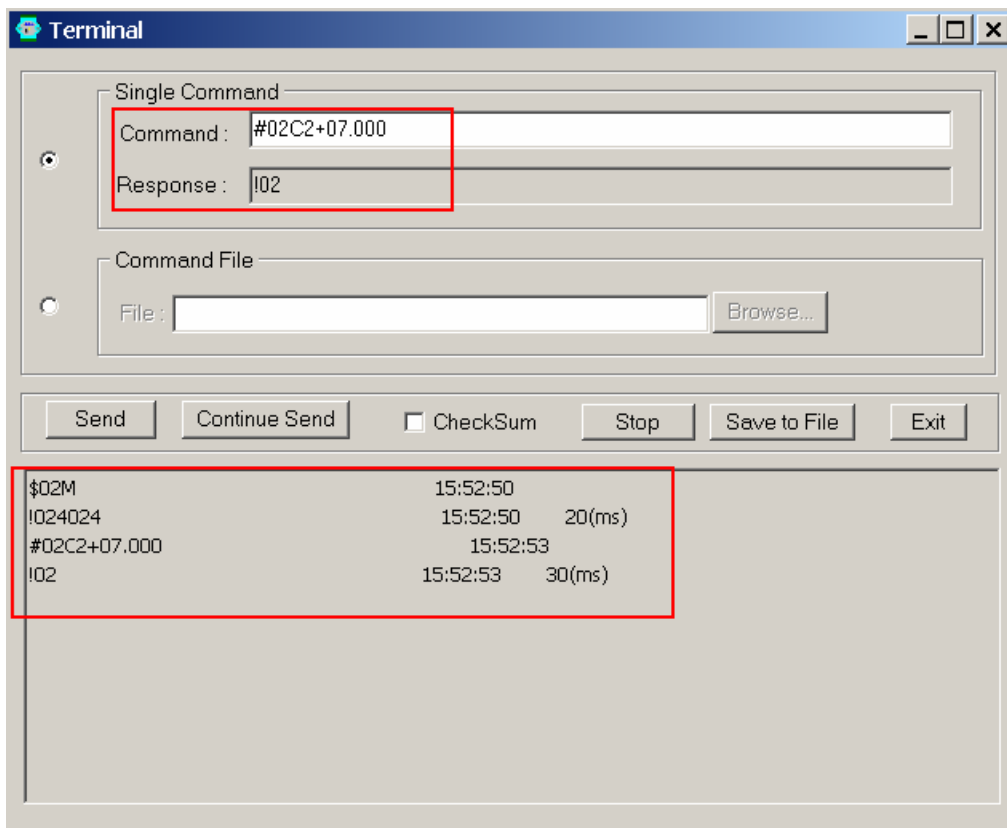 Terminal
Single Command
Command : #02C2+07.000
Response : !02
Command File
File : Browse...
Send Continue Send CheckSum Stop Save to File Exit
$02M 15:52:50
!024024 15:52:50 20(ms)
#02C2+07.000 15:52:53
!02 15:52:53 30(ms)